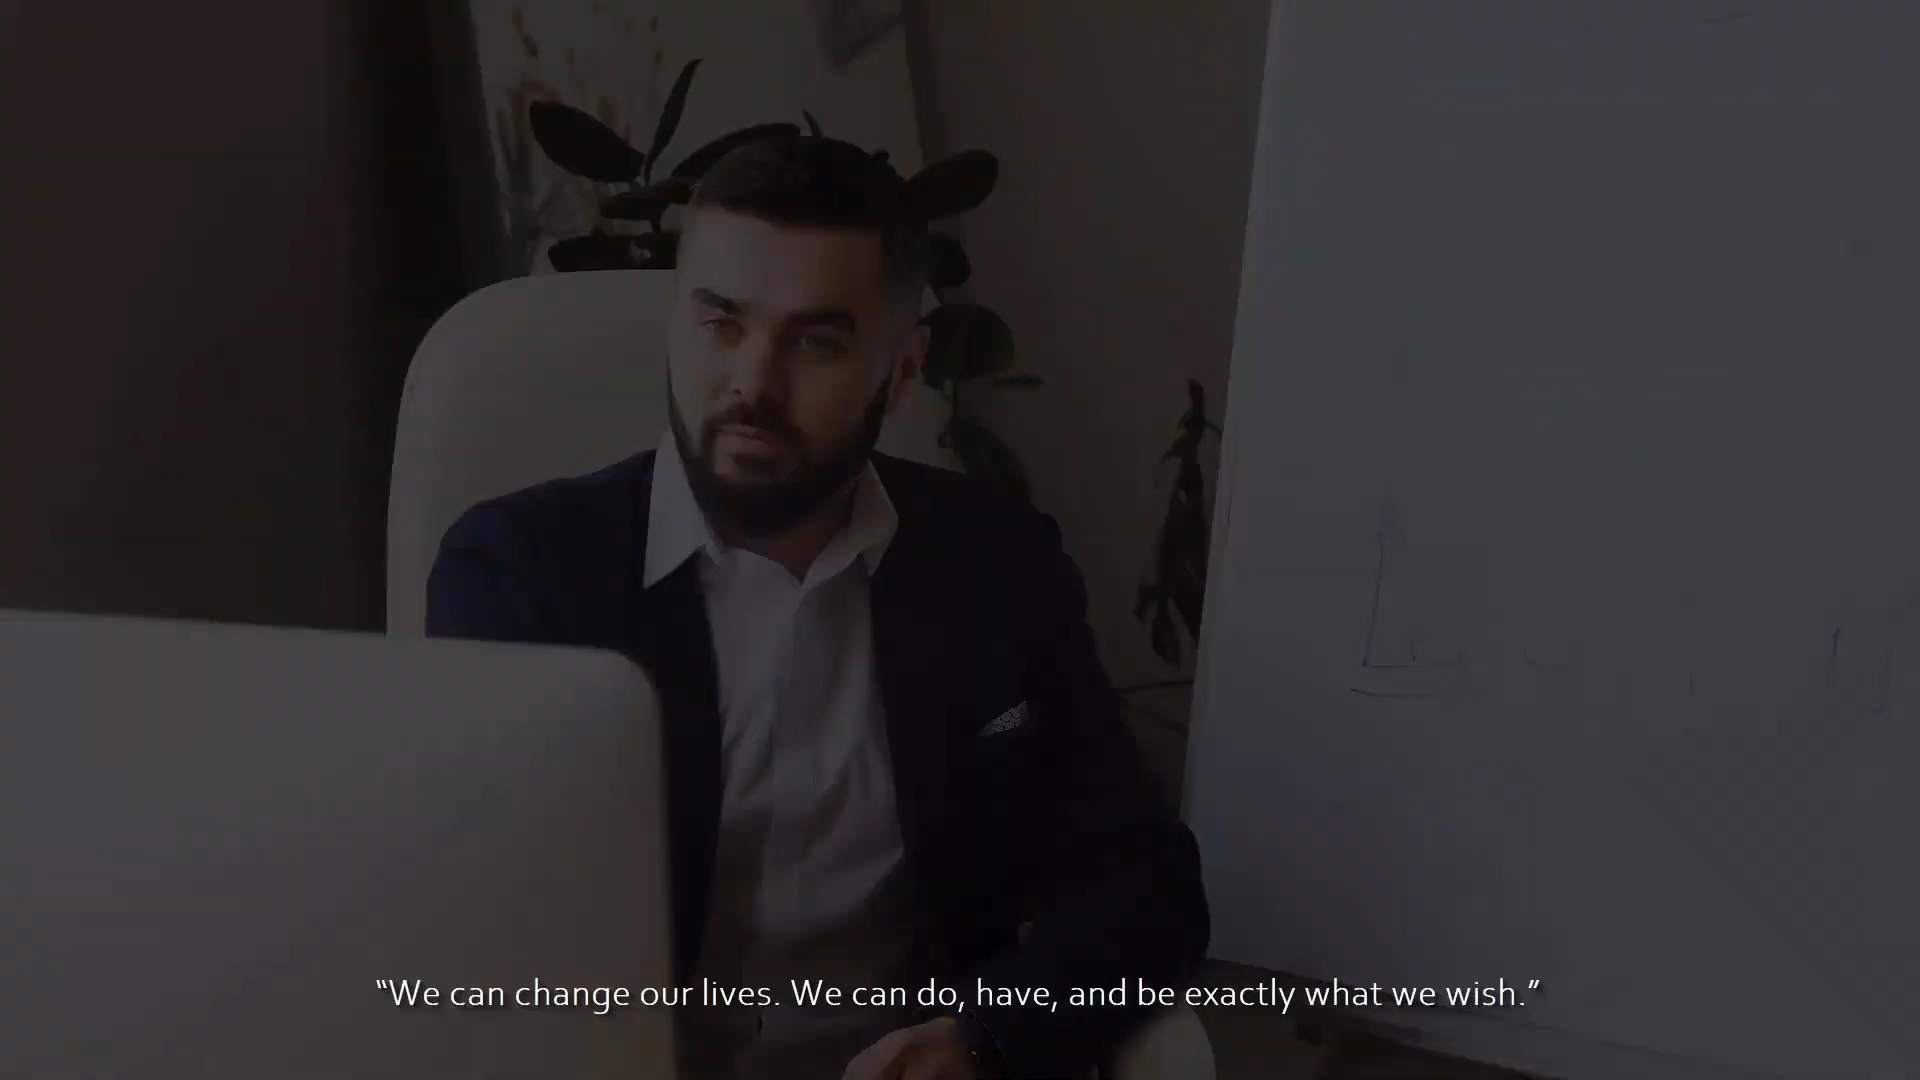 “We can change our lives. We can do, have, and be exactly what we wish.”